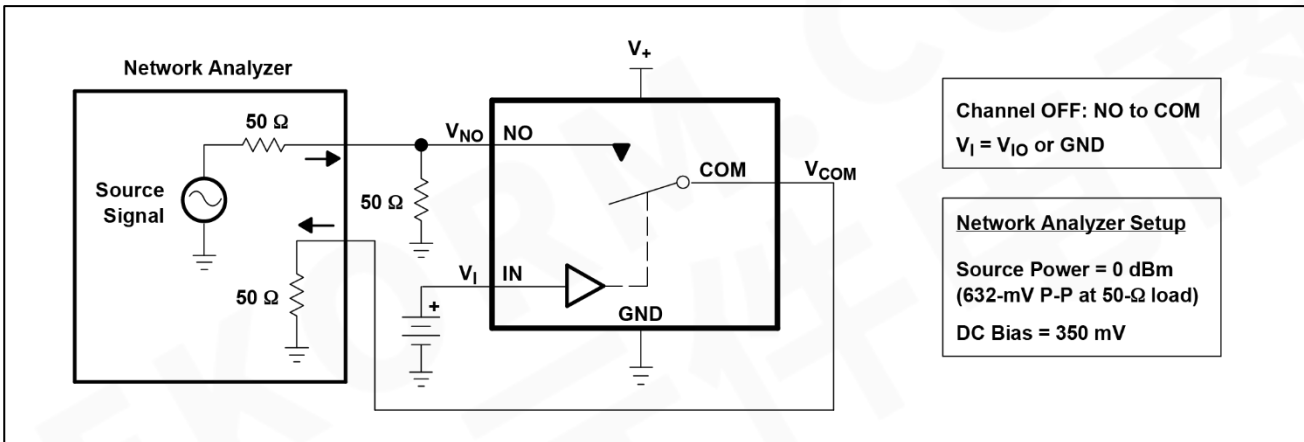 Network Analyzer
50 Ω
Source
Signal
50 Ω
50 Ω
V+
VNO NO
COM
VCOM
VI IN
+
GND
Channel OFF: NO to COM
VI = VIO or GND
Network Analyzer Setup
Source Power = 0 dBm
(632-mV P-P at 50-Ω load)
DC Bias = 350 mV